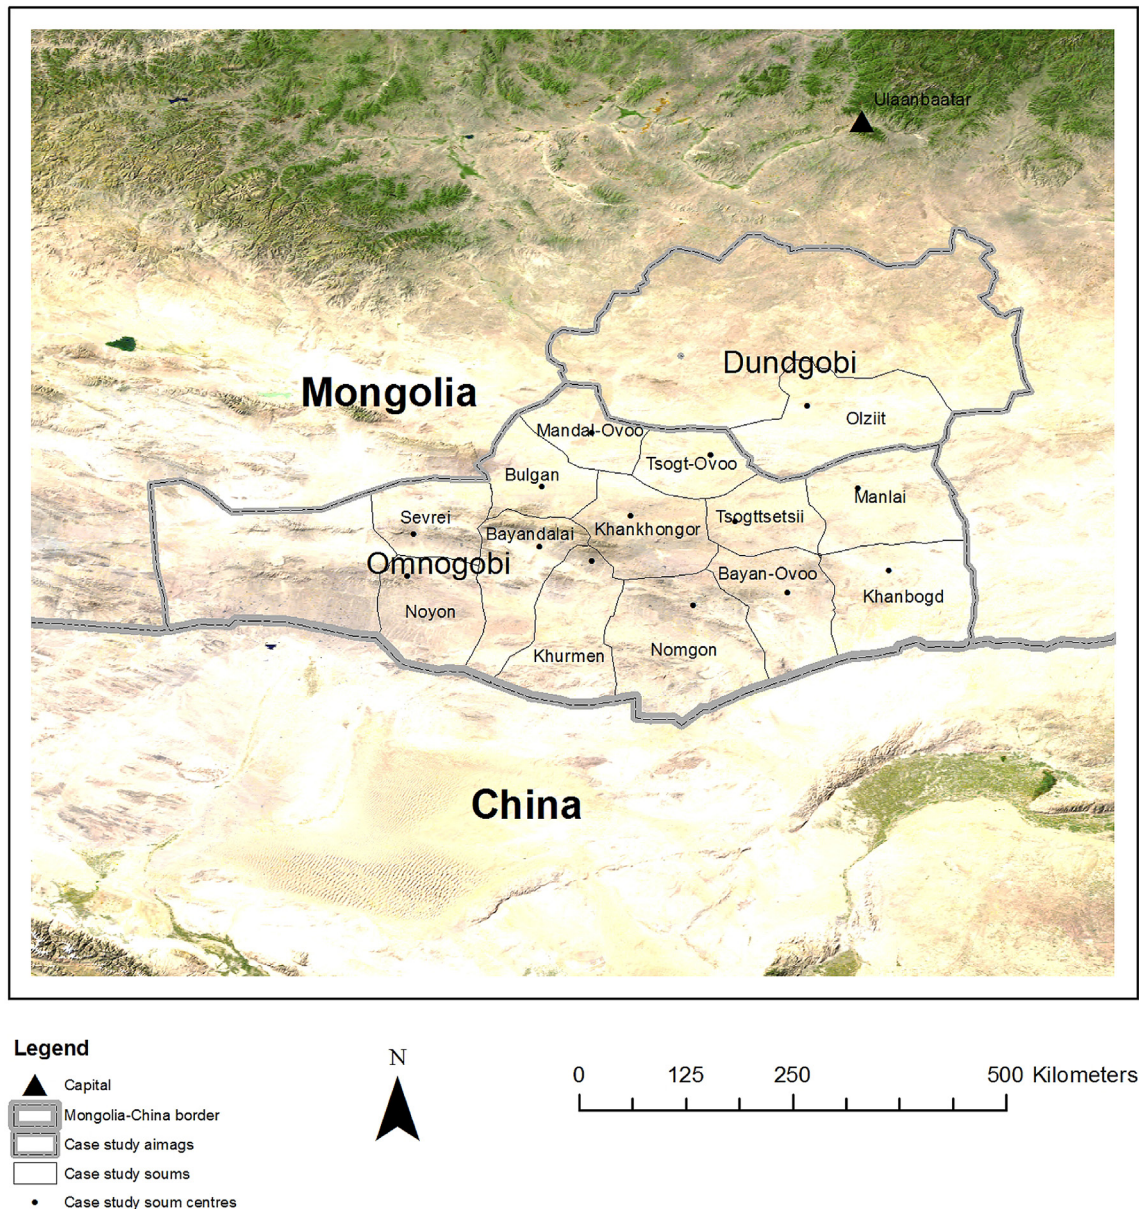 Ulaanbaatar
Dundgobi
Mongolia
Olziit
Mandal-Ovoo
Tsogt-Ovoo
Bulgan
Manlai
Sevrei
Tsogttsetsii
Khankhongor
Bayandalai
Omnogobi
Bayan-Ovoo
Khanbogd
Noyon
Nomgon
Khurmen
China
Legend
Capital
Mongolia-China border
Case study aimags
Case study soums
Case study soum centres
N
0 125 250 500 Kilometers